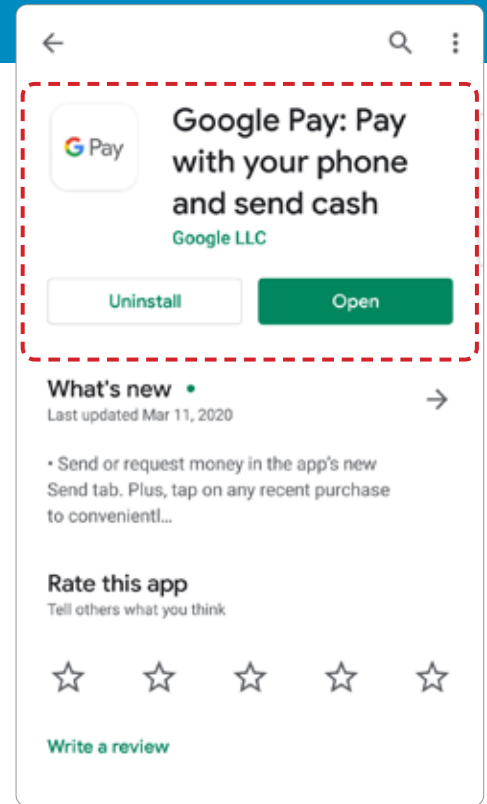 G Pay
Google Pay: Pay
with your phone
and send cash
Google LLC
Uninstall
Open
What's new •
Last updated Mar 11, 2020
• Send or request money in the app's new
Send tab. Plus, tap on any recent purchase
to convenientl...
Rate this app
Tell others what you think
Write a review